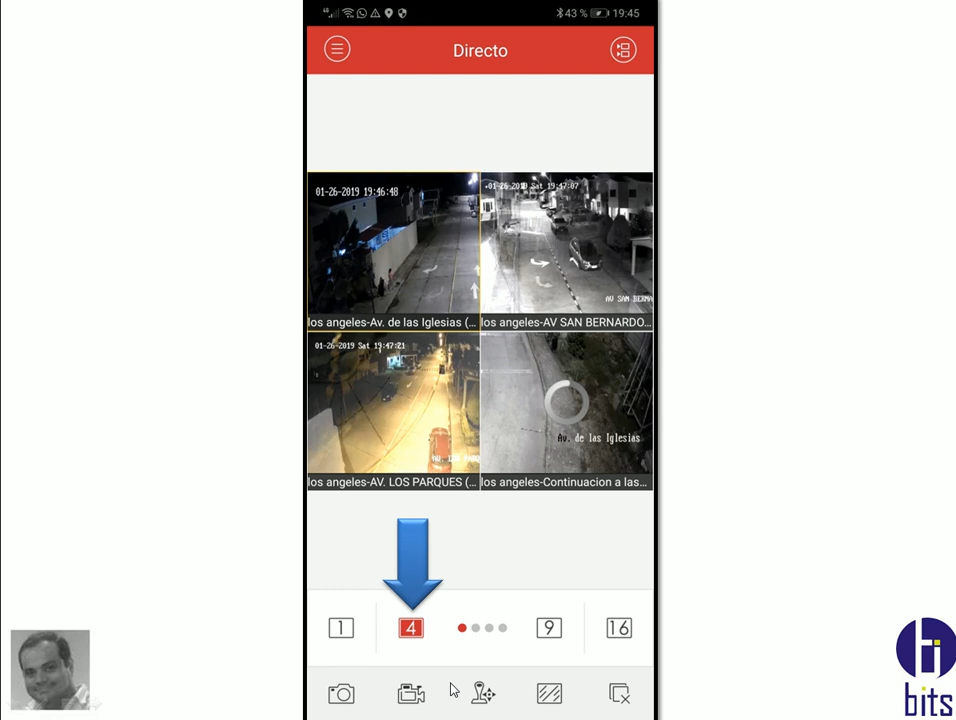 43 % 19:45
Directo
01-26-2019 19:46:48
01-26-2019 Sat 19:47:07
AV SAN BERNA
los angeles-Av. de las Iglesias (...
los angeles-AV SAN BERNARDO...
01-26-2019 Sat 19:47:21
Av. de las Iglesias
los angeles-AV. LOS PARQUES (...
los angeles-Continuacion a las...
1
4
9
16
hj
bits